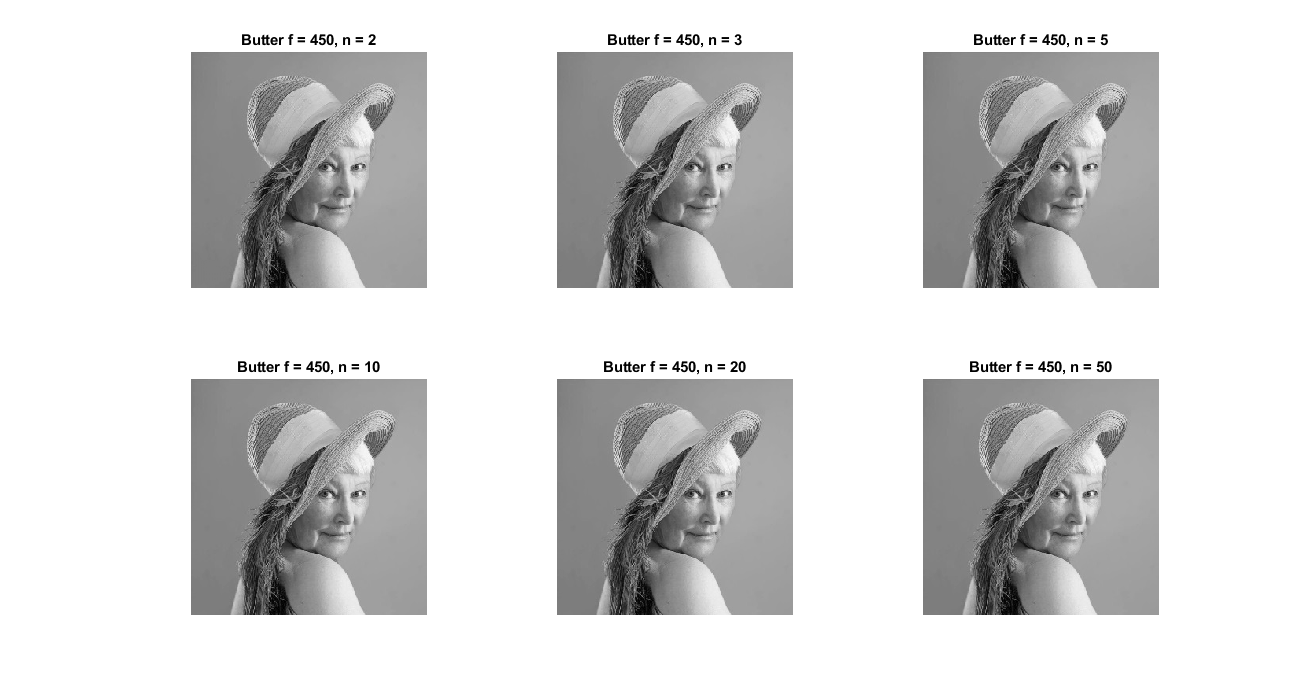 Butter f = 450, n = 2
Butter f = 450, n = 3
Butter f = 450, n = 5
Butter f = 450, n = 10
Butter f = 450, n = 20
Butter f = 450, n = 50